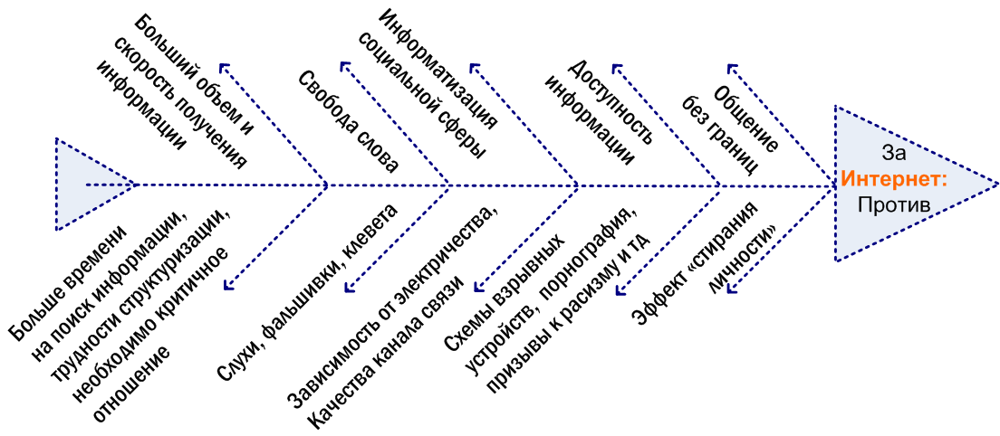 Больший объем и
скорость получения
информации
Свобода слова
Информатизация
социальной сферы
Доступность
информации
Общение
без границ
За
Интернет:
Против
Больше времени
на поиск информации,
трудности структуризации,
необходимо критичное
отношение
Слухи, фальшивки, клевета
Зависимость от электричества,
Качества канала связи
Схемы взрывных
устройств, порнография,
призывы к расизму и тд
Эффект «стирания
личности»